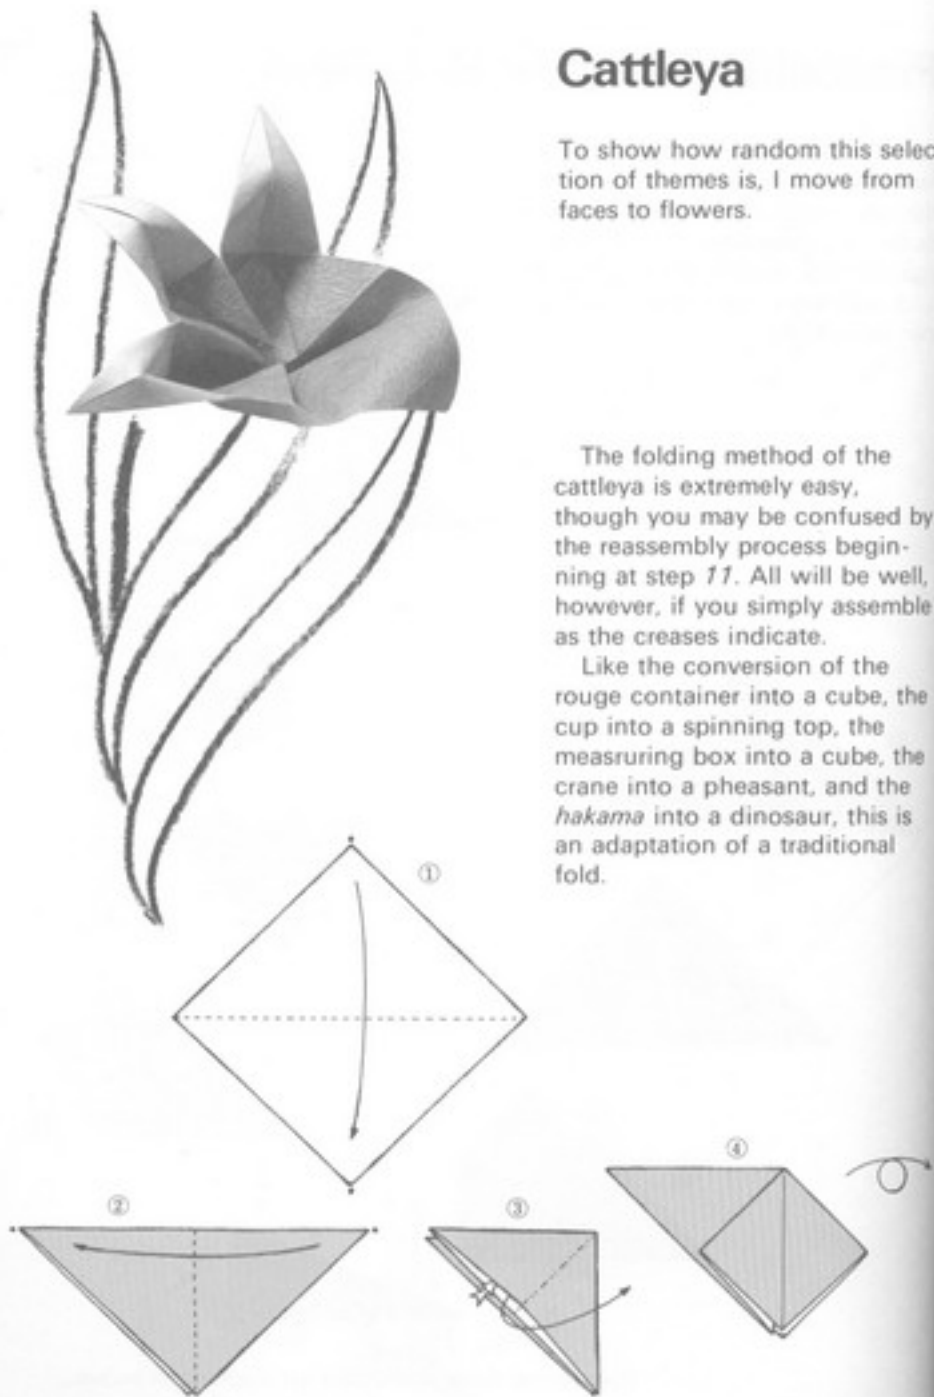 Cattleya
To show how random this selec
tion of themes is, I move from
faces to flowers.
The folding method of the
cattleya is extremely easy,
though you may be confused by
the reassembly process begin-
ning at step 11. All will be well,
however, if you simply assemble
as the creases indicate.
Like the conversion of the
rouge container into a cube, the
cup into a spinning top, the
measruring box into a cube, the
crane into a pheasant, and the
hakama into a dinosaur, this is
an adaptation of a traditional
fold.
①
②
③
④